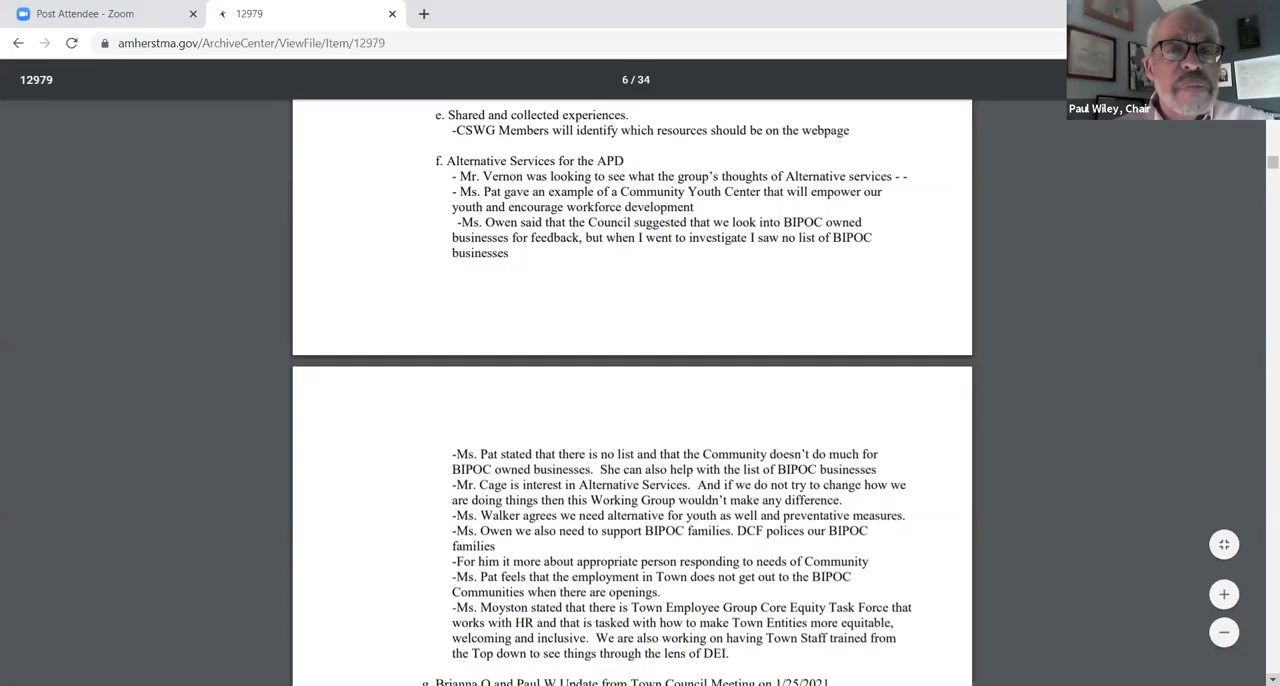 Post Attendee - Zoom
12979
amherstma.gov/ArchiveCenter/ViewFile/Item/12979
12979
6 / 34
Paul Wiley, Chair
e. Shared and collected experiences.
-CSWG Members will identify which resources should be on the webpage
f. Alternative Services for the APD
- Mr. Vernon was looking to see what the group's thoughts of Alternative services - -
- Ms. Pat gave an example of a Community Youth Center that will empower our
youth and encourage workforce development
-Ms. Owen said that the Council suggested that we look into BIPOC owned
businesses for feedback, but when I went to investigate I saw no list of BIPOC
businesses
-Ms. Pat stated that there is no list and that the Community doesn't do much for
BIPOC owned businesses. She can also help with the list of BIPOC businesses
-Mr. Cage is interest in Alternative Services. And if we do not try to change how we
are doing things then this Working Group wouldn't make any difference.
-Ms. Walker agrees we need alternative for youth as well and preventative measures.
-Ms. Owen we also need to support BIPOC families. DCF polices our BIPOC
families
-For him it more about appropriate person responding to needs of Community
-Ms. Pat feels that the employment in Town does not get out to the BIPOC
Communities when there are openings.
-Ms. Moyston stated that there is Town Employee Group Core Equity Task Force that
works with HR and that is tasked with how to make Town Entities more equitable,
welcoming and inclusive. We are also working on having Town Staff trained from
the Top down to see things through the lens of DEI.
g. Brianna O and Paul W Update from Town Council Meeting on 1/25/2021